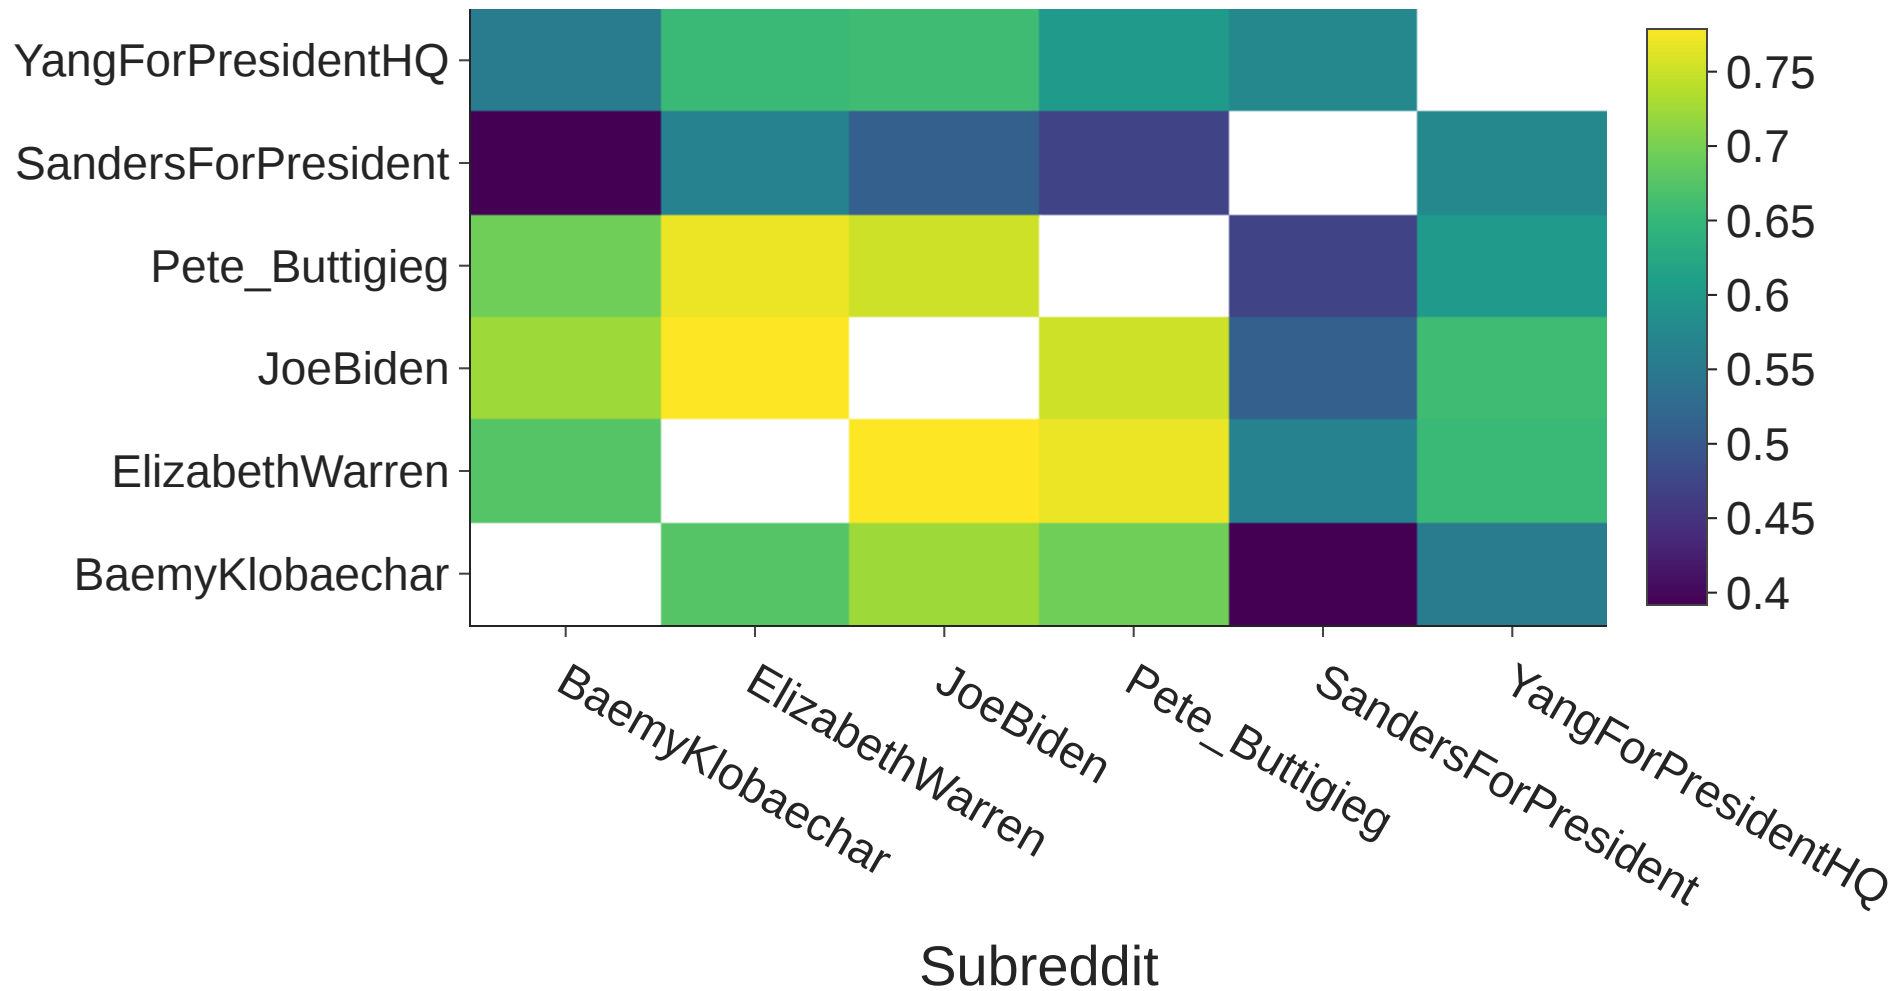 YangForPresidentHQ
SandersForPresident
Pete_Buttigieg
JoeBiden
ElizabethWarren
BaemyKlobaechar
0.75
0.7
0.65
0.6
0.55
0.5
0.45
0.4
BaemyKlobaechar
ElizabethWarren
JoeBiden
Pete_Buttigieg
SandersForPresident
YangForPresidentHQ
Subreddit